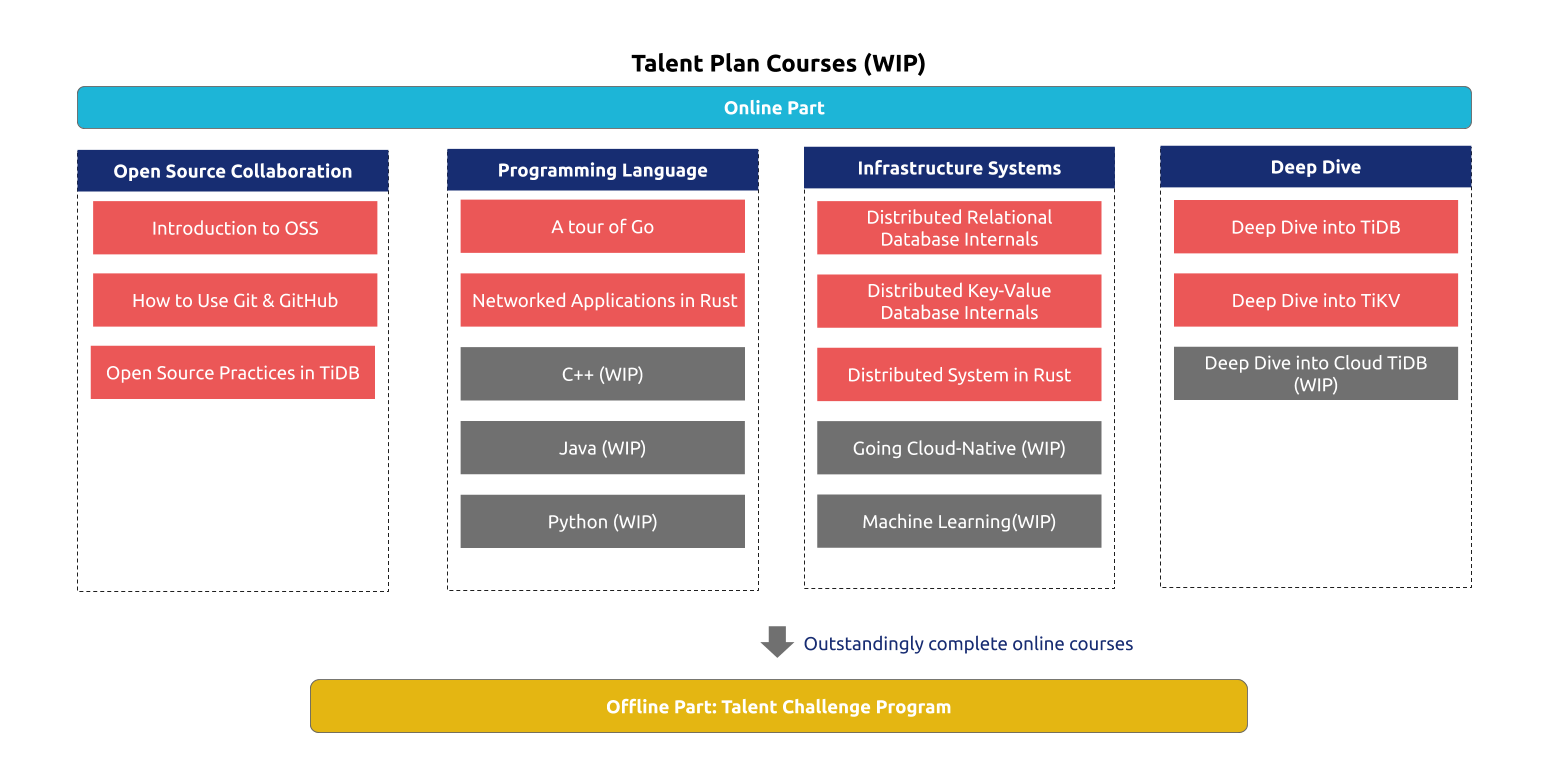 Talent Plan Courses (WIP)
Online Part
Open Source Collaboration
Introduction to OSS
How to Use Git & GitHub
Open Source Practices in TiDB
Programming Language
A tour of Go
Networked Applications in Rust
C++ (WIP)
Java (WIP)
Python (WIP)
Infrastructure Systems
Distributed Relational
Database Internals
Distributed Key-Value
Database Internals
Distributed System in Rust
Going Cloud-Native (WIP)
Machine Learning(WIP)
Deep Dive
Deep Dive into TiDB
Deep Dive into TiKV
Deep Dive into Cloud TiDB
(WIP)
Outstandingly complete online courses
Offline Part: Talent Challenge Program